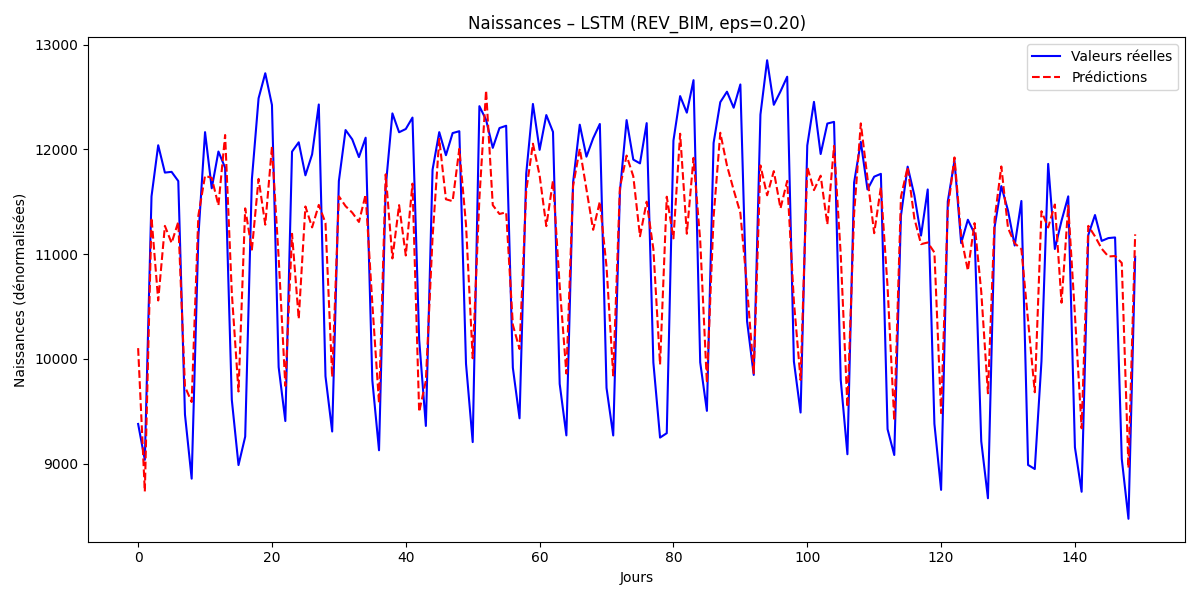 Naissances – LSTM (REV_BIM, eps=0.20)
Valeurs réelles
Prédictions
Naissances (dénormalisées)
13000
12000
11000
10000
9000
0 20 40 60 80 100 120 140
Jours